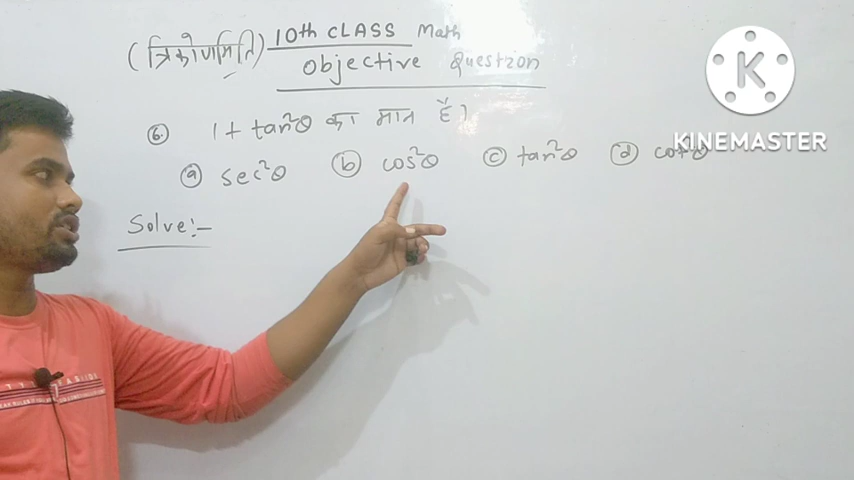 (त्रिकोणमिति) 10th CLASS Math
Objective Question
6. 1 + tan²θ का मान है।
(a) sec²θ (b) cos²θ (c) tan²θ (d) cot²θ
Solve:-
K
KINEMASTER